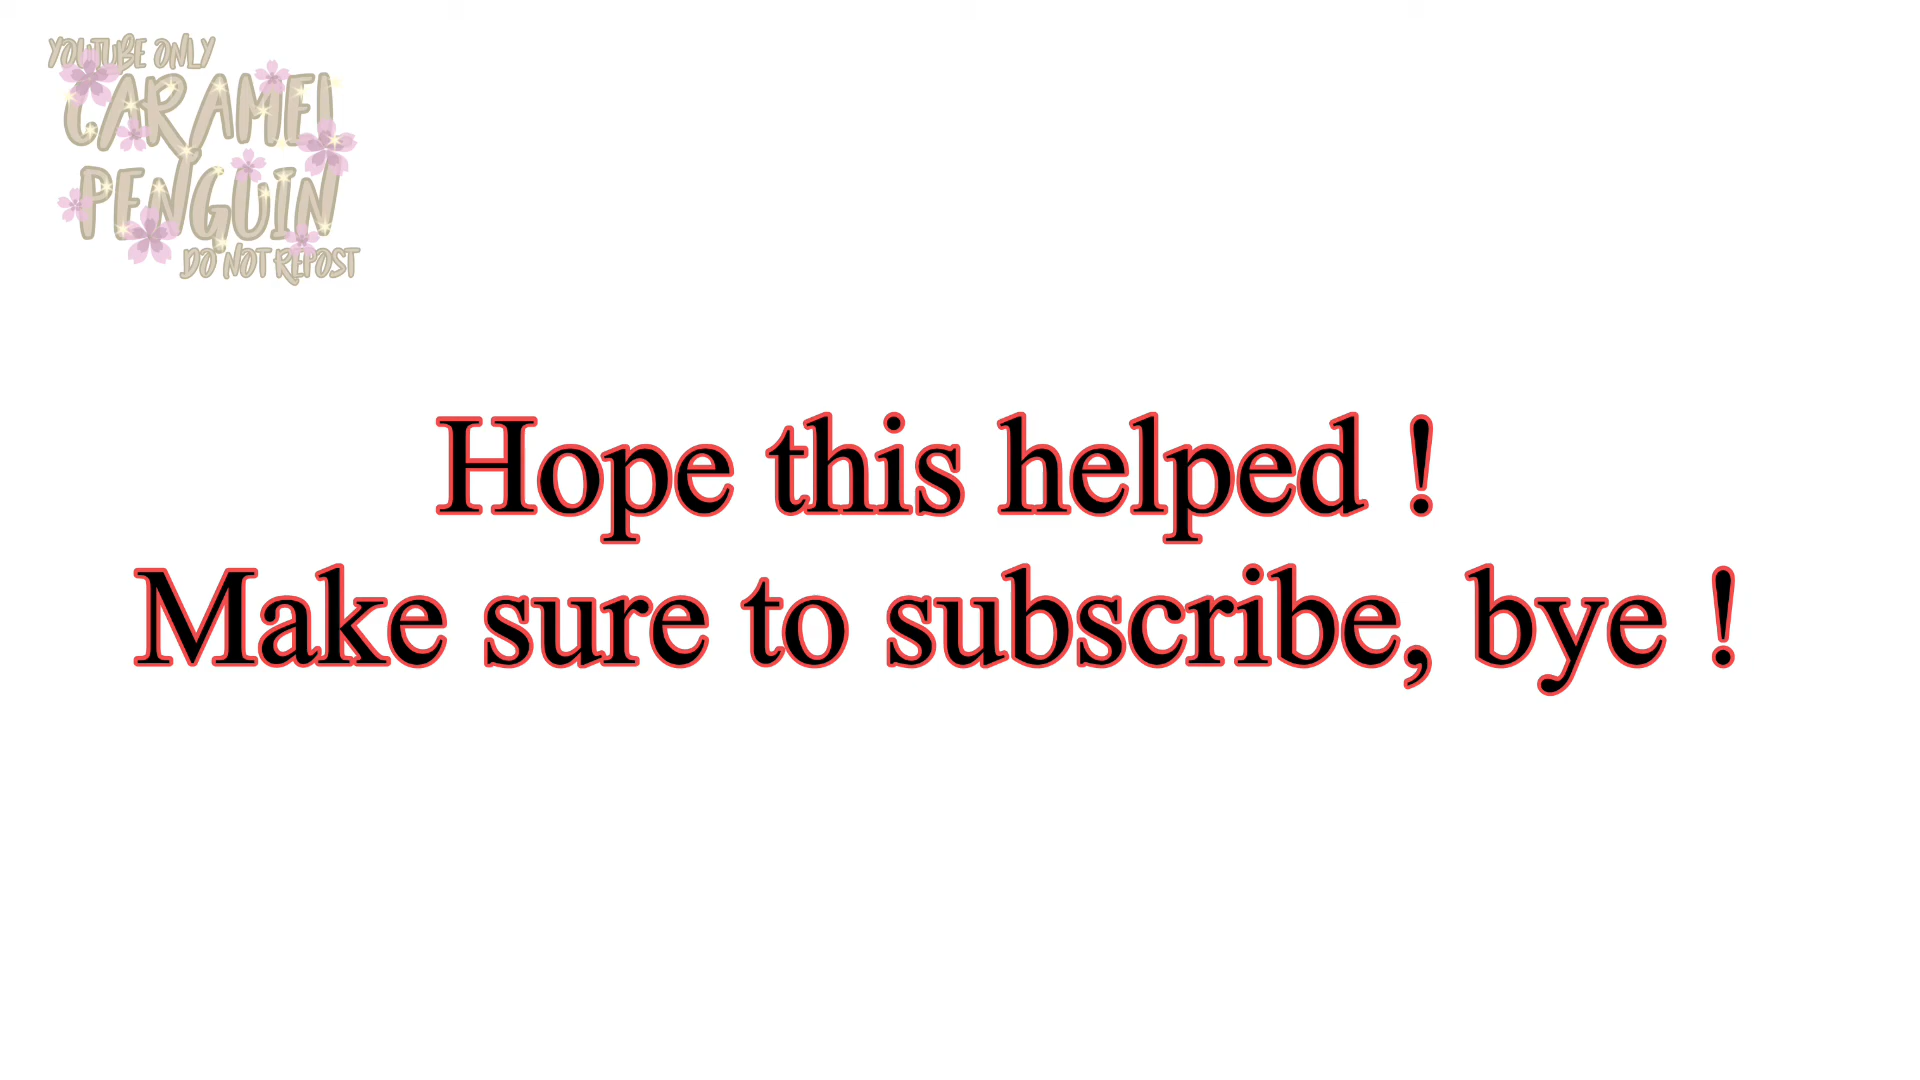 YOUTUBE ONLY
CARAMEL
PENGUIN
DO NOT REPOST
Hope this helped !
Make sure to subscribe, bye !